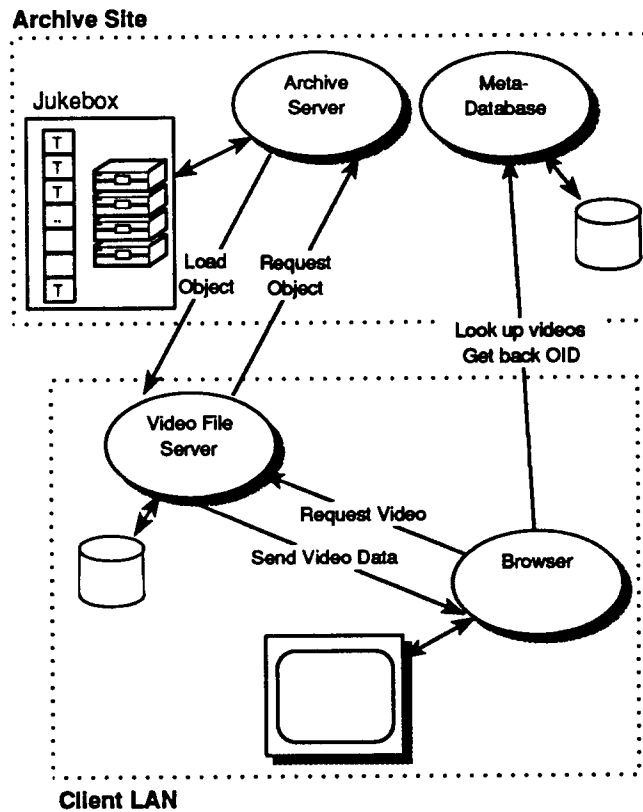 Archive Site
Jukebox
T
T
T
..
T
Archive
Server
Meta-
Database
Load
Object
Request
Object
Look up videos
Get back OID
Video File
Server
Request Video
Send Video Data
Browser
Client LAN